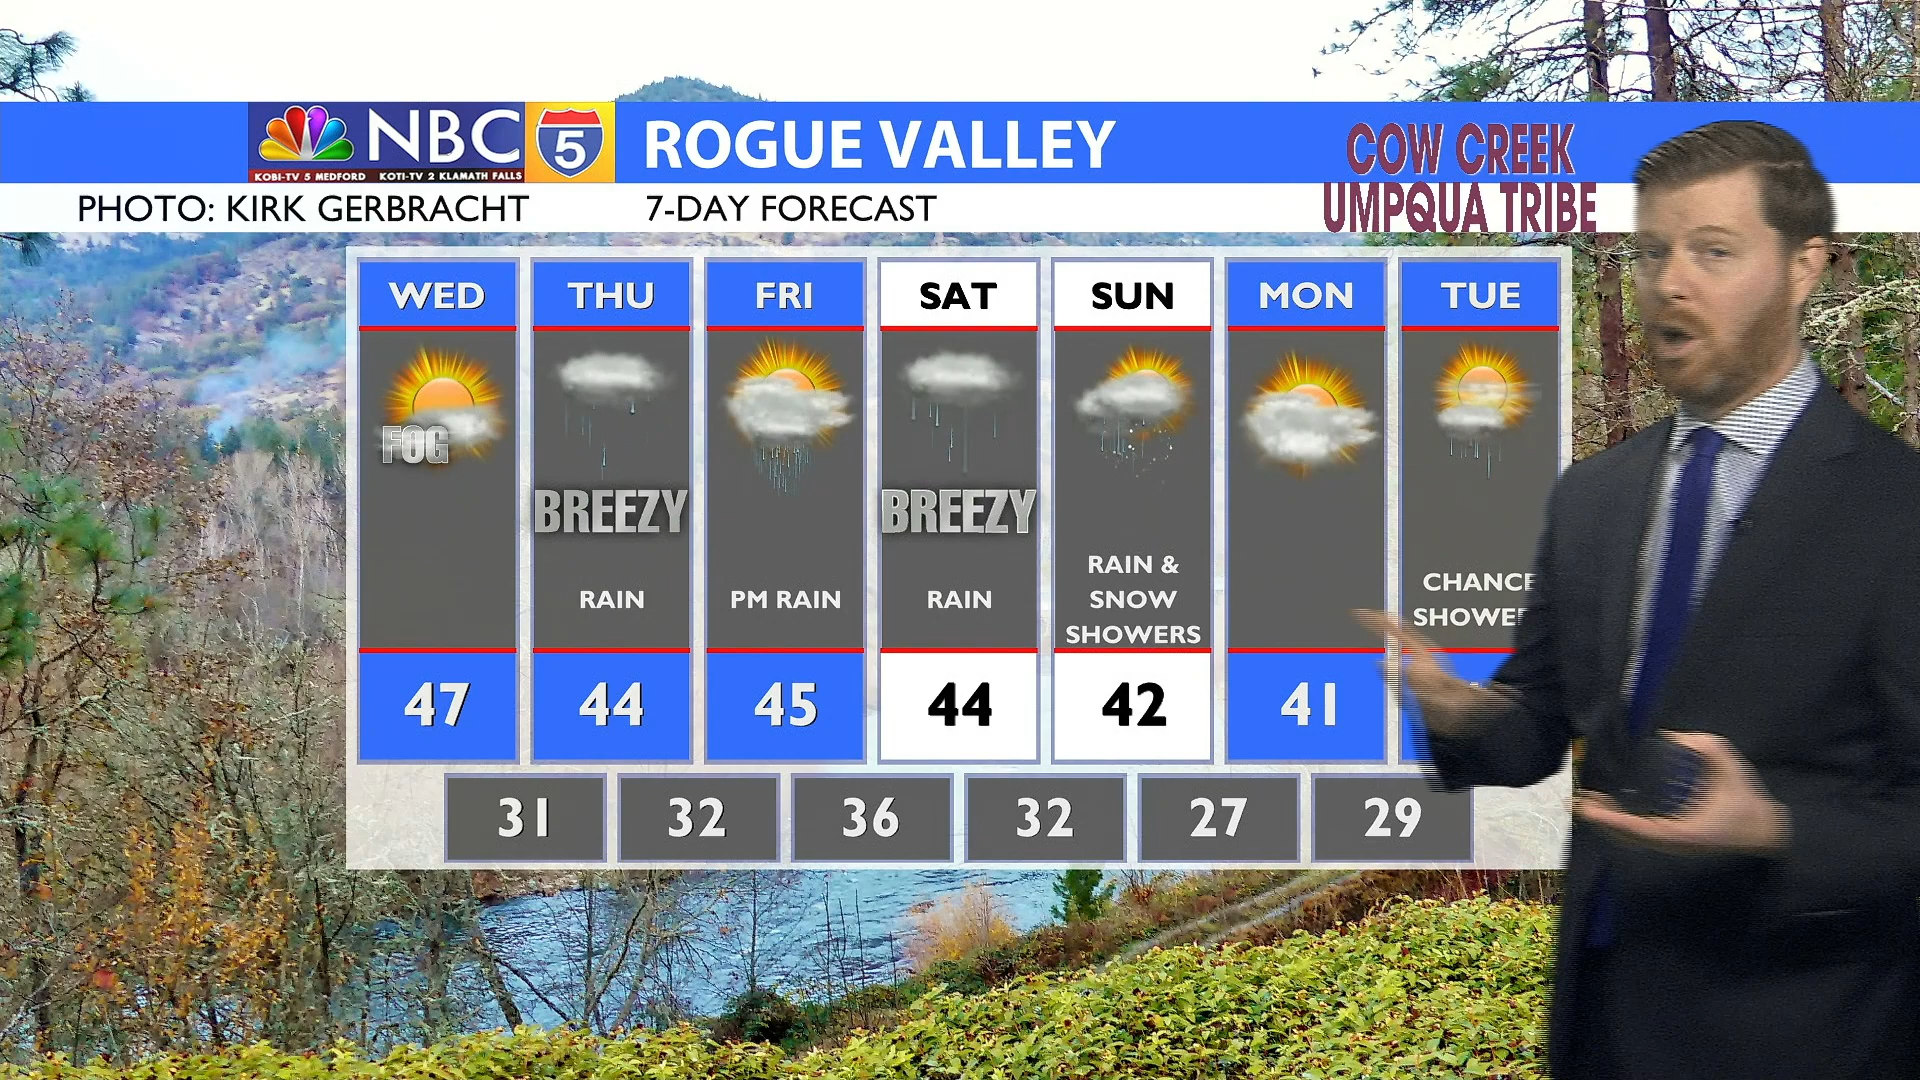 NBC 5
KOBI-TV 5 MEDFORD KOTI-TV 2 KLAMATH FALLS
ROGUE VALLEY
COW CREEK
UMPQUA TRIBE
PHOTO: KIRK GERBRACHT
7-DAY FORECAST
WED THU FRI SAT SUN MON TUE
FOG
BREEZY BREEZY
RAIN
PM RAIN
RAIN
RAIN &
SNOW
SHOWERS
CHANCE
47 44 45 44 42 41
31 32 36 32 27 29